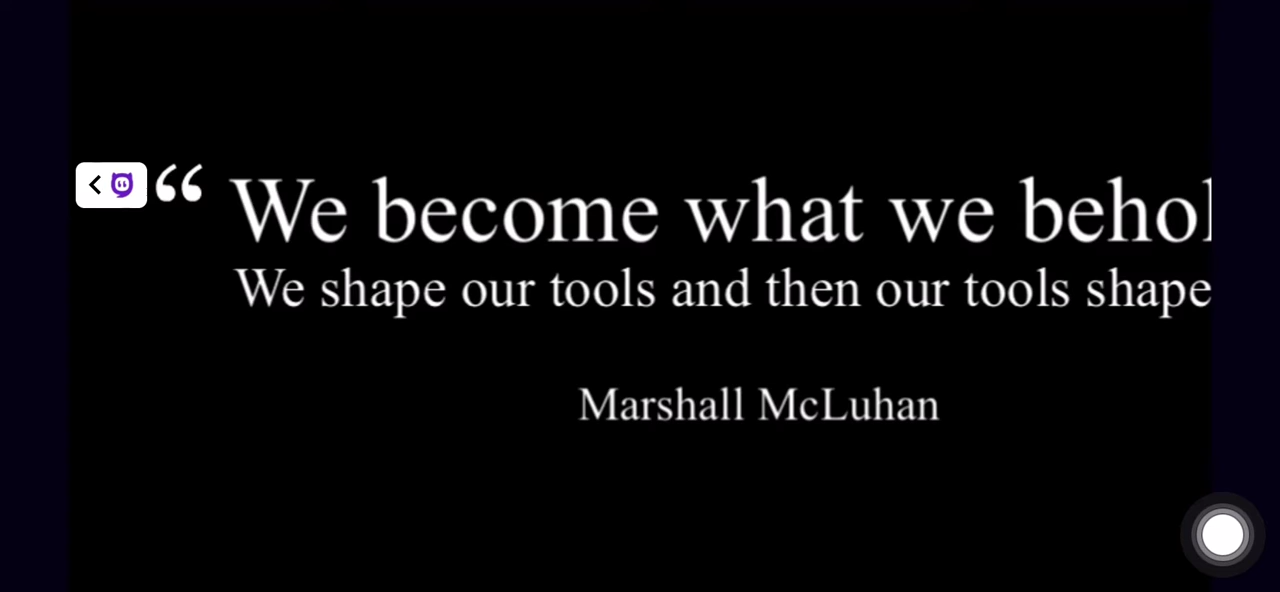 “ We become what we behol
We shape our tools and then our tools shape
Marshall McLuhan